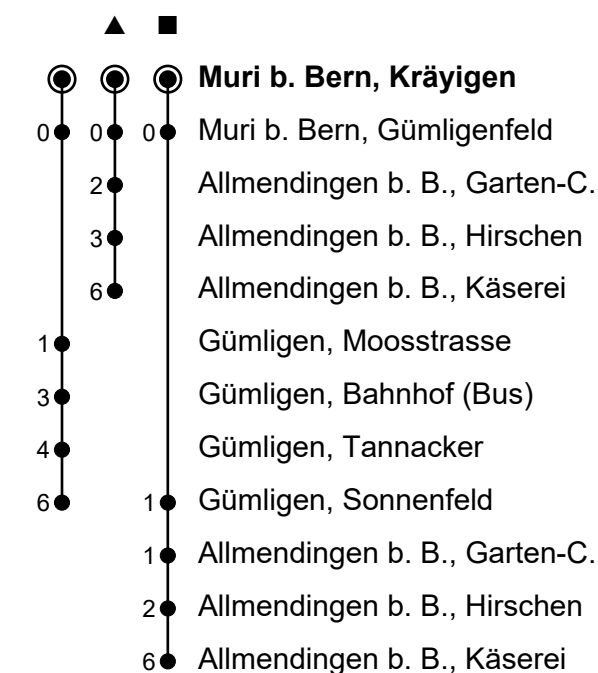 ▲ ■
Muri b. Bern, Kräyigen
0 0 0 Muri b. Bern, Gümligenfeld
2 Allmendingen b. B., Garten-C.
3 Allmendingen b. B., Hirschen
6 Allmendingen b. B., Käserei
1 Gümligen, Moosstrasse
3 Gümligen, Bahnhof (Bus)
4 Gümligen, Tannacker
6 1 Gümligen, Sonnenfeld
1 Allmendingen b. B., Garten-C.
2 Allmendingen b. B., Hirschen
6 Allmendingen b. B., Käserei